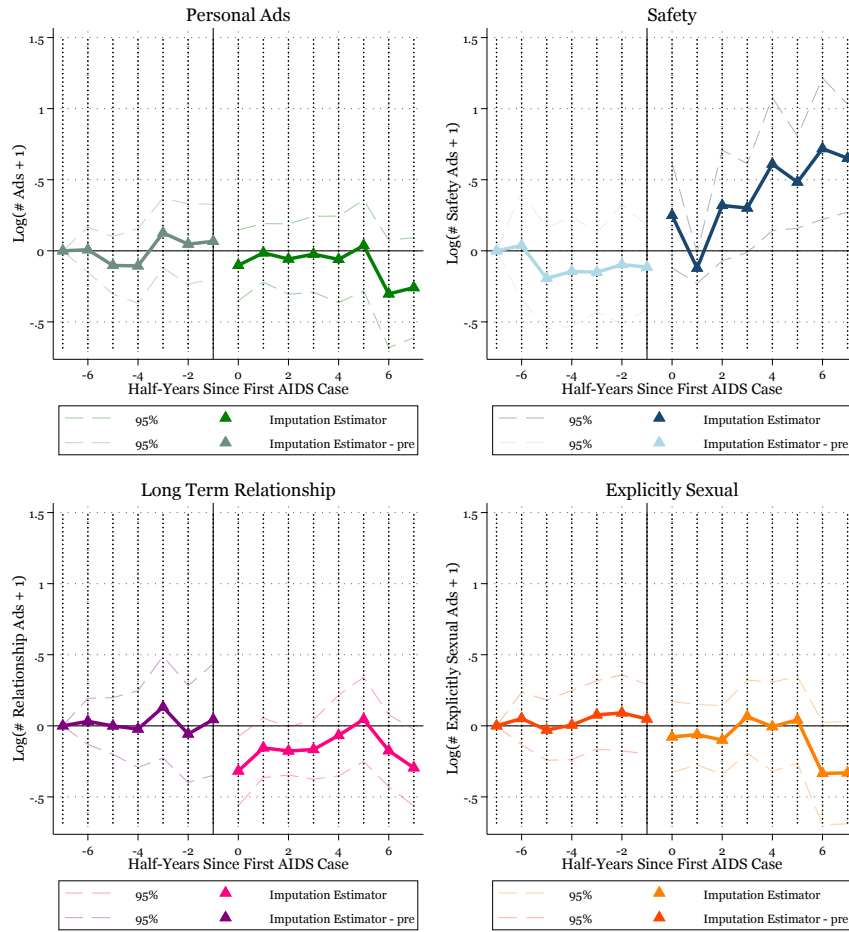 Personal Ads
Log(# Ads + 1)
1.5
1
.5
0
-.5
-6 -4 -2 0 2 4 6
Half-Years Since First AIDS Case
95% Imputation Estimator
95% Imputation Estimator - pre
Safety
Log(# Safety Ads + 1)
1.5
1
.5
0
-.5
-6 -4 -2 0 2 4 6
Half-Years Since First AIDS Case
95% Imputation Estimator
95% Imputation Estimator - pre
Long Term Relationship
Log(# Relationship Ads + 1)
1.5
1
.5
0
-.5
-6 -4 -2 0 2 4 6
Half-Years Since First AIDS Case
95% Imputation Estimator
95% Imputation Estimator - pre
Explicitly Sexual
Log(# Explicitly Sexual Ads + 1)
1.5
1
.5
0
-.5
-6 -4 -2 0 2 4 6
Half-Years Since First AIDS Case
95% Imputation Estimator
95% Imputation Estimator - pre